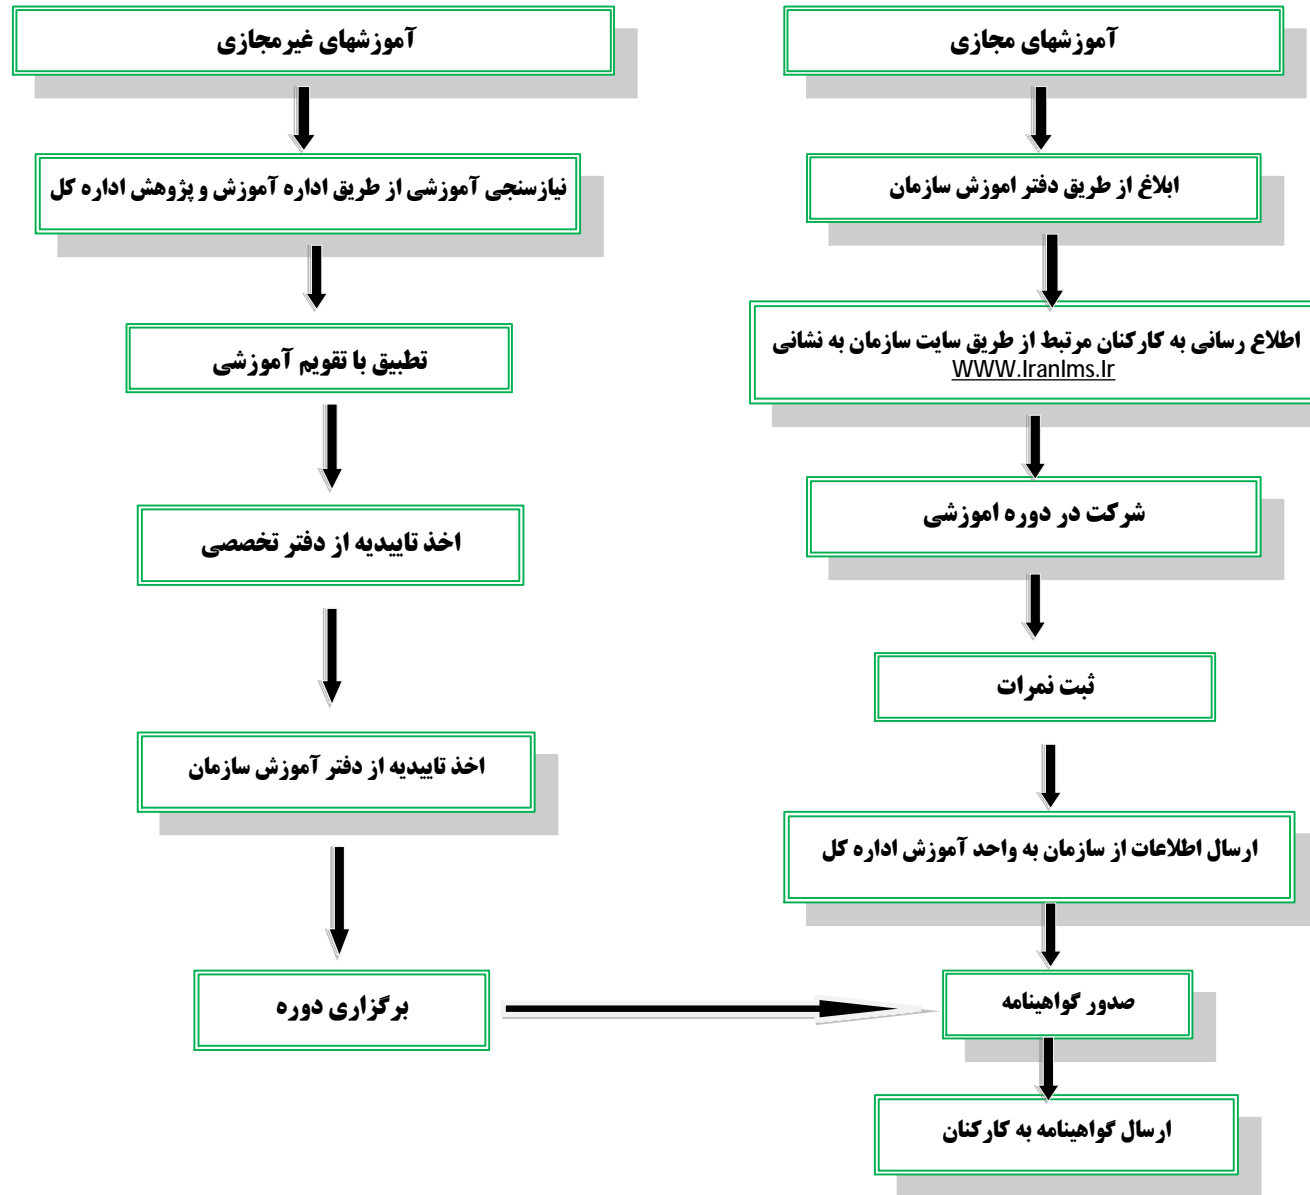 آموزشهای مجازی
ابلاغ از طریق دفتر اموزش سازمان
اطلاع رسانی به کارکنان مرتبط از طریق سایت سازمان به نشانی
WWW.Iranlms.Ir
شرکت در دوره اموزشی
ثبت نمرات
ارسال اطلاعات از سازمان به واحد آموزش اداره کل
صدور گواهینامه
ارسال گواهینامه به کارکنان
آموزشهای غیرمجازی
نیازسنجی آموزشی از طریق اداره آموزش و پژوهش اداره کل
تطبیق با تقویم آموزشی
اخذ تاییدیه از دفتر تخصصی
اخذ تاییدیه از دفتر آموزش سازمان
برگزاری دوره